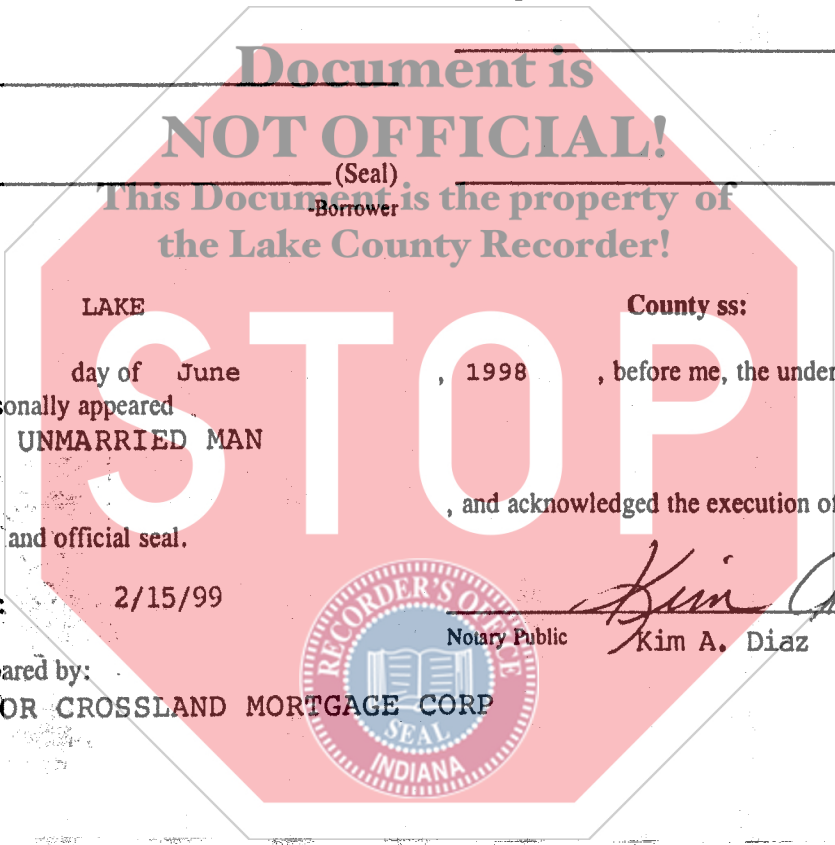 Document is
NOT OFFICIAL!
(Seal)
This Document is the property of
-Borrower
the Lake County Recorder!
LAKE County ss:
day of June , 1998 , before me, the under
sonally appeared
UNMARRIED MAN
STOP
, and acknowledged the execution of
and official seal.
: 2/15/99
Kim
Notary Public Kim A. Diaz
ared by:
OR CROSSLAND MORTGAGE CORP
RECORDER'S OFFICE
SEAL
INDIANA